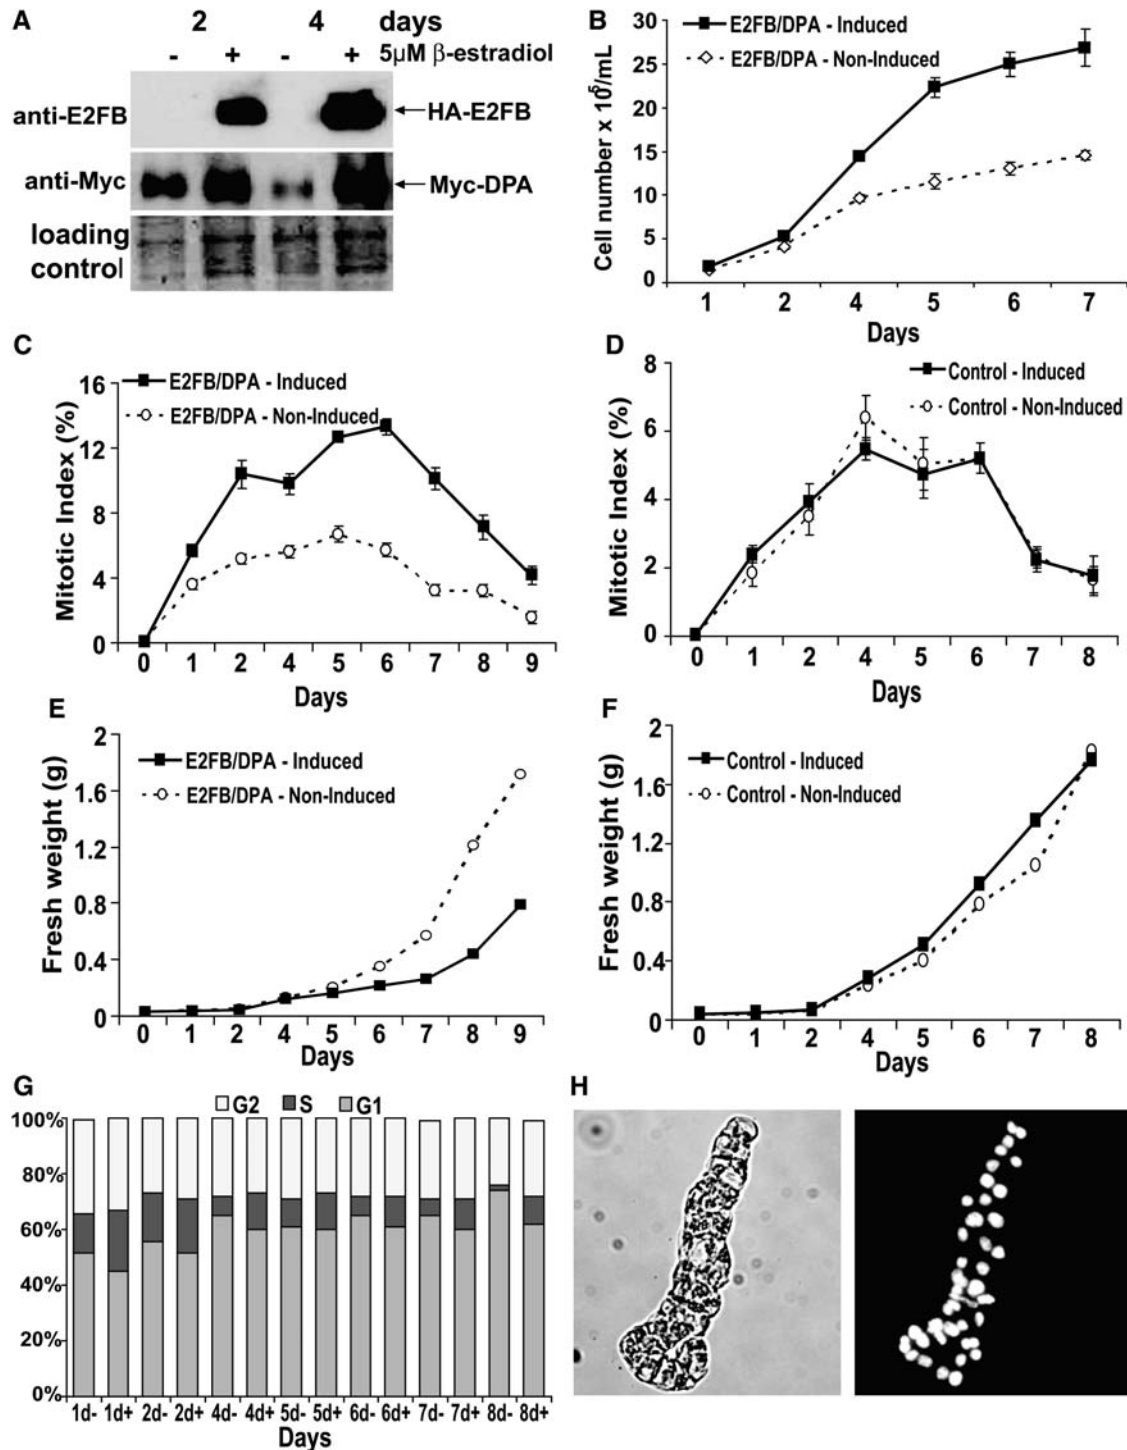 A
2 4 days
- + - + 5μM β-estradiol
anti-E2FB
HA-E2FB
anti-Myc
Myc-DPA
loading
control
B
E2FB/DPA - Induced
E2FB/DPA - Non-Induced
Cell number x 10⁵/mL
30
25
20
15
10
5
0
1 2 4 5 6 7
Days
C
E2FB/DPA - Induced
E2FB/DPA - Non-Induced
Mitotic Index (%)
16
12
8
4
0
0 1 2 4 5 6 7 8 9
Days
D
Control - Induced
Control - Non-Induced
Mitotic Index (%)
8
6
4
2
0
0 1 2 4 5 6 7 8
Days
E
E2FB/DPA - Induced
E2FB/DPA - Non-Induced
Fresh weight (g)
2
1.6
1.2
0.8
0.4
0
0 1 2 4 5 6 7 8 9
Days
F
Control - Induced
Control - Non-Induced
Fresh weight (g)
2
1.6
1.2
0.8
0.4
0
0 1 2 4 5 6 7 8
Days
G
G2 S G1
100%
80%
60%
40%
20%
0%
1d- 1d+ 2d- 2d+ 4d- 4d+ 5d- 5d+ 6d- 6d+ 7d- 7d+ 8d- 8d+
Days
H